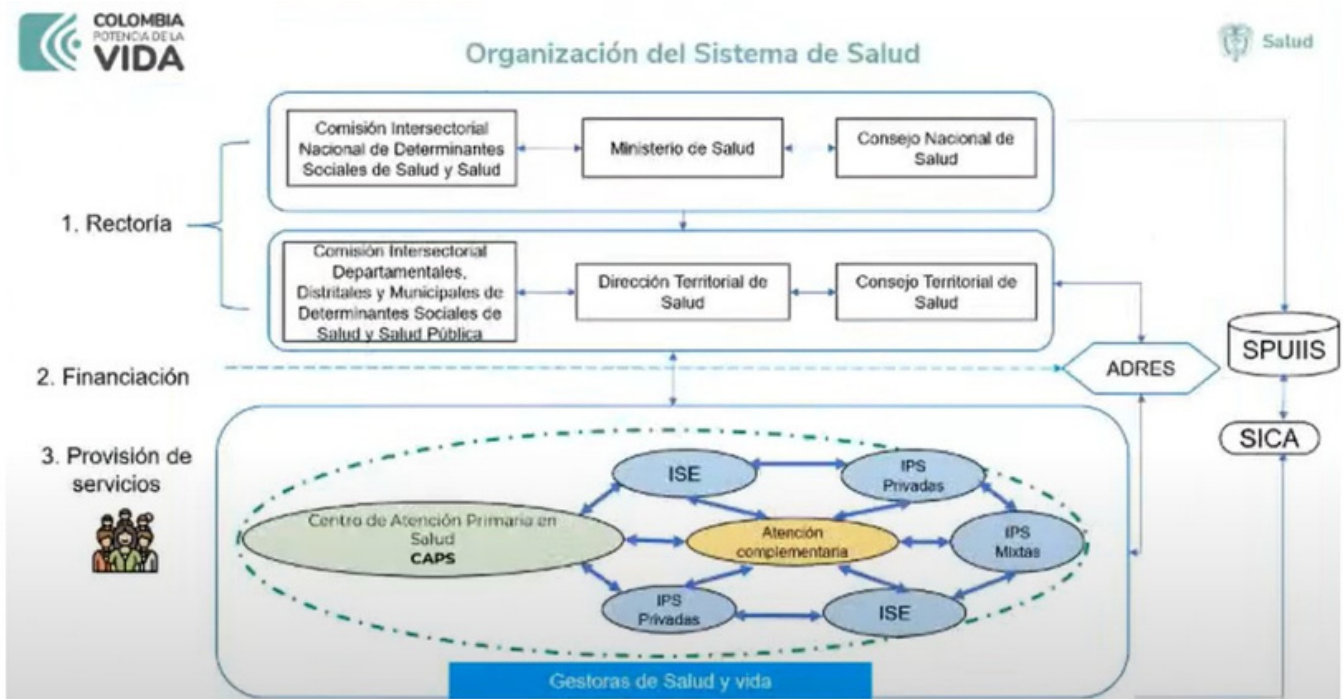 COLOMBIA
POTENCIA DE LA
VIDA
Organización del Sistema de Salud
Salud
Comisión Intersectorial
Nacional de Determinantes
Sociales de Salud y Salud
Ministerio de Salud
Consejo Nacional de
Salud
1. Rectoría
Comisión Intersectorial
Departamentales,
Distritales y Municipales de
Determinantes Sociales de
Salud y Salud Pública
Dirección Territorial de
Salud
Consejo Territorial de
Salud
SPUIIS
2. Financiación
ADRES
SICA
3. Provisión de
servicios
ISE
IPS
Privadas
Centro de Atención Primaria en
Salud
CAPS
Atención
complementaria
IPS
Mixtas
IPS
Privadas
ISE
Gestoras de Salud y vida